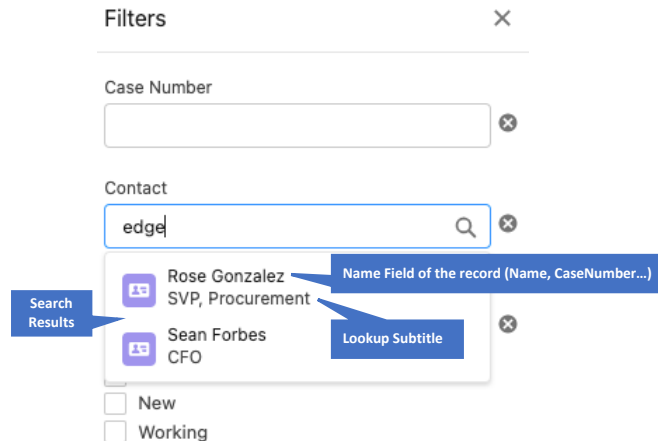 Filters
Case Number
Contact
edge
Rose Gonzalez
Name Field of the record (Name, CaseNumber...)
SVP, Procurement
Search
Results
Sean Forbes
Lookup Subtitle
CFO
New
Working